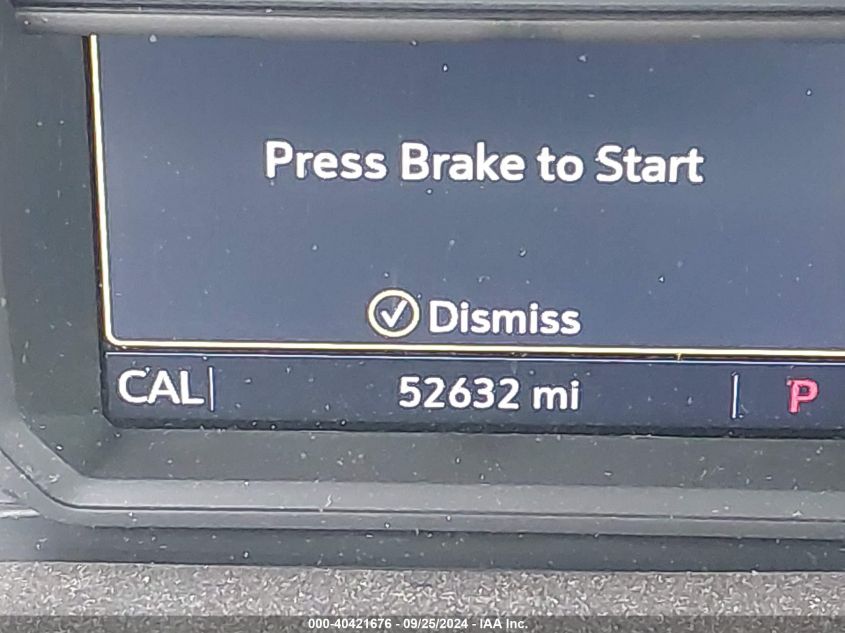 Press Brake to Start
Dismiss
CAL 52632 mi P
000-40421676 - 09/25/2024 - IAA Inc.